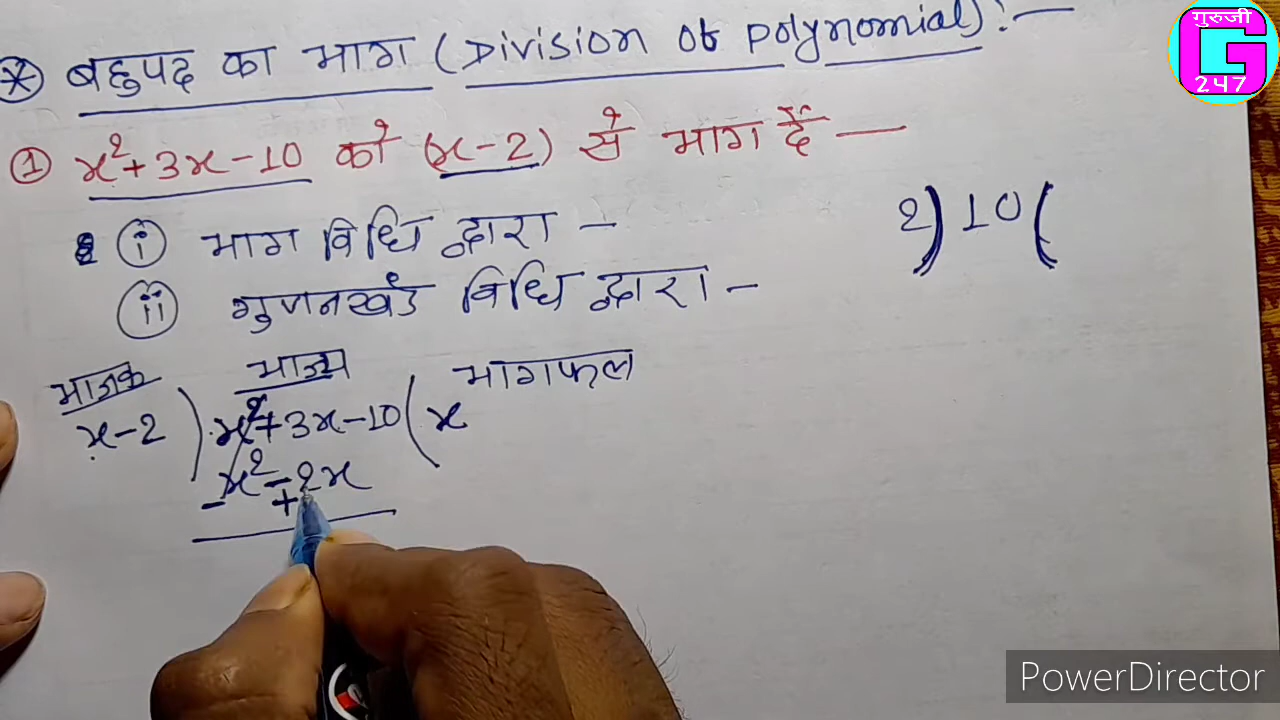 गुरुजी
G
247
* बहुपद का भाग (Division of polynomial):—
① x²+3x-10 को (x-2) से भाग दें —
ⓘ भाग विधि द्वारा -
ⓘⓘ गुणनखंड विधि द्वारा -
2)10(
भाजक भाज्य भागफल
x-2)x²+3x-10(x
x²-2x
- +
PowerDirector